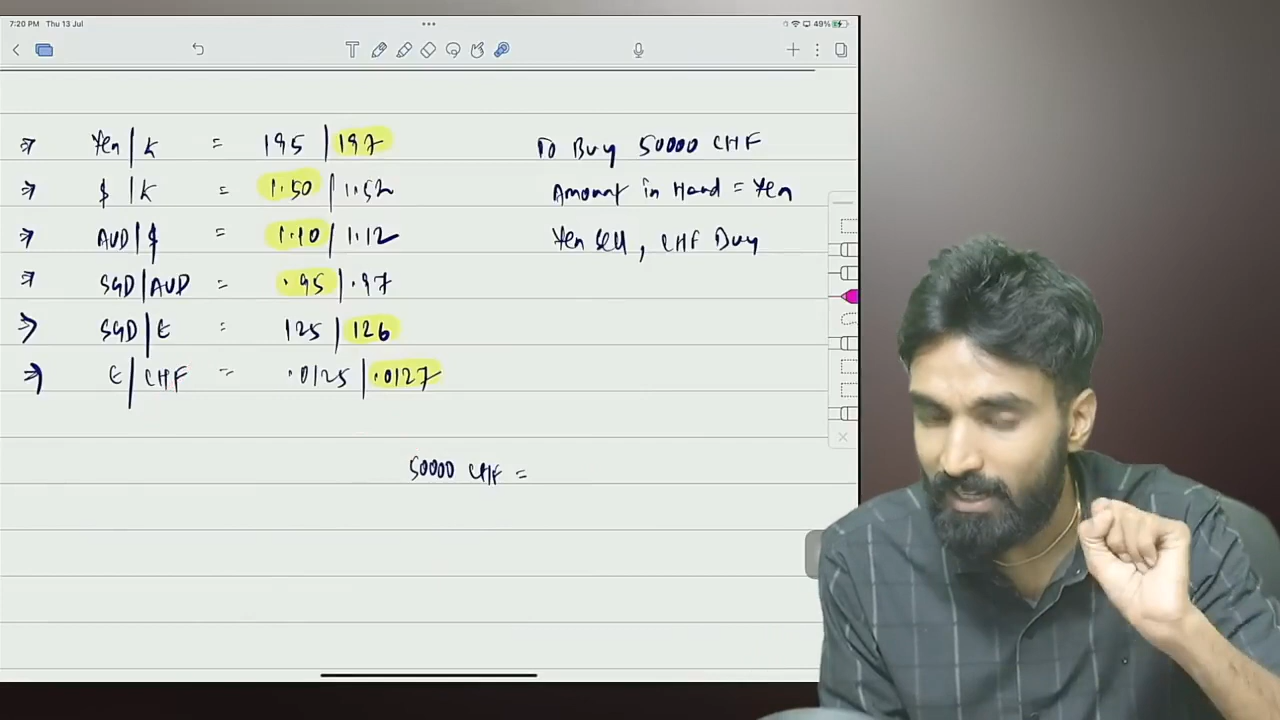 7:20 PM Thu 13 Jul
49%
⇒ Yen | K = 195 | 197
⇒ $ | K = 1.50 | 1.52
⇒ AUD | $ = 1.10 | 1.12
⇒ SGD | AUD = .95 | .97
⇒ SGD | € = 125 | 126
⇒ € | CHF = .0125 | .0127
To Buy 50000 CHF
Amount in Hand = Yen
Yen Sell, CHF Buy
50000 CHF =